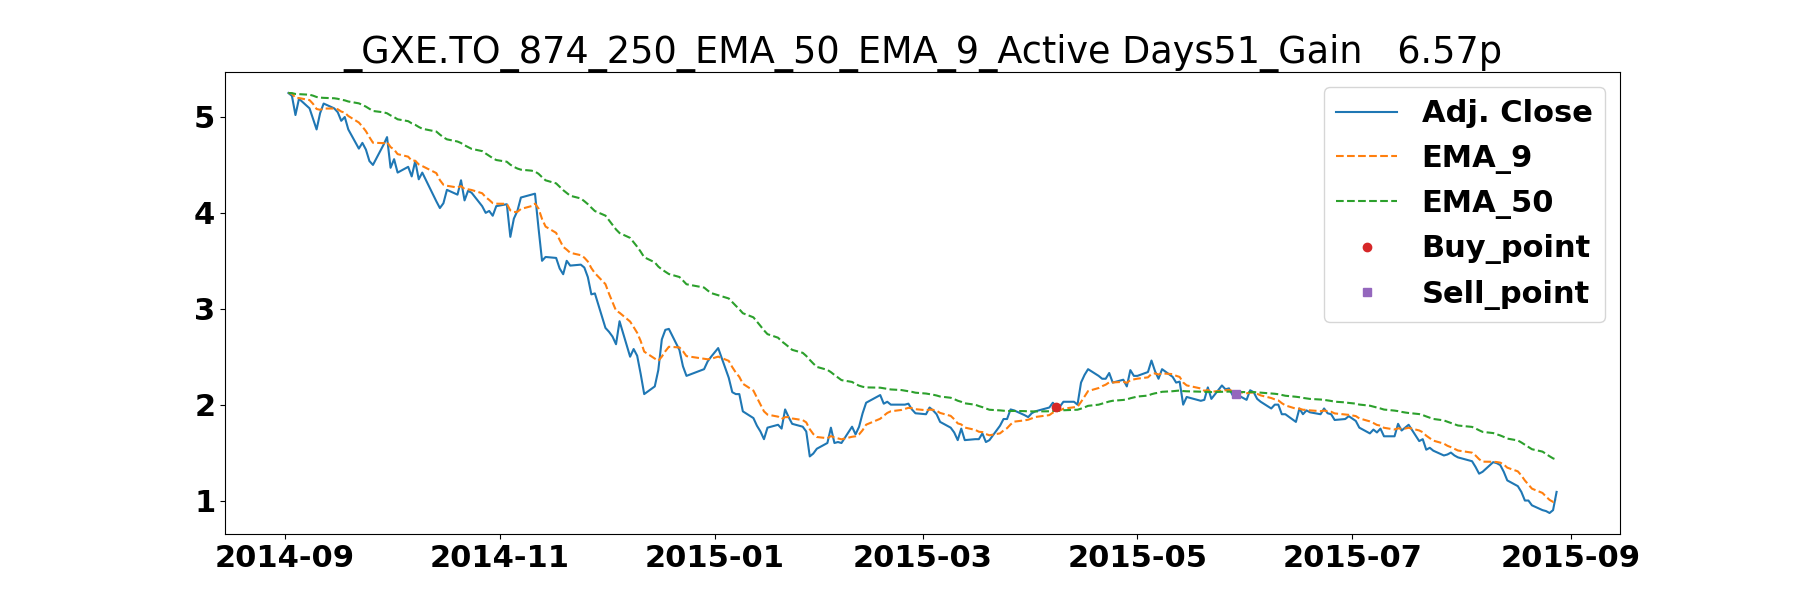 _GXE.TO_874_250_EMA_50_EMA_9_Active Days51_Gain   6.57p
Adj. Close
EMA_9
EMA_50
Buy_point
Sell_point
5
4
3
2
1
2014-09 2014-11 2015-01 2015-03 2015-05 2015-07 2015-09